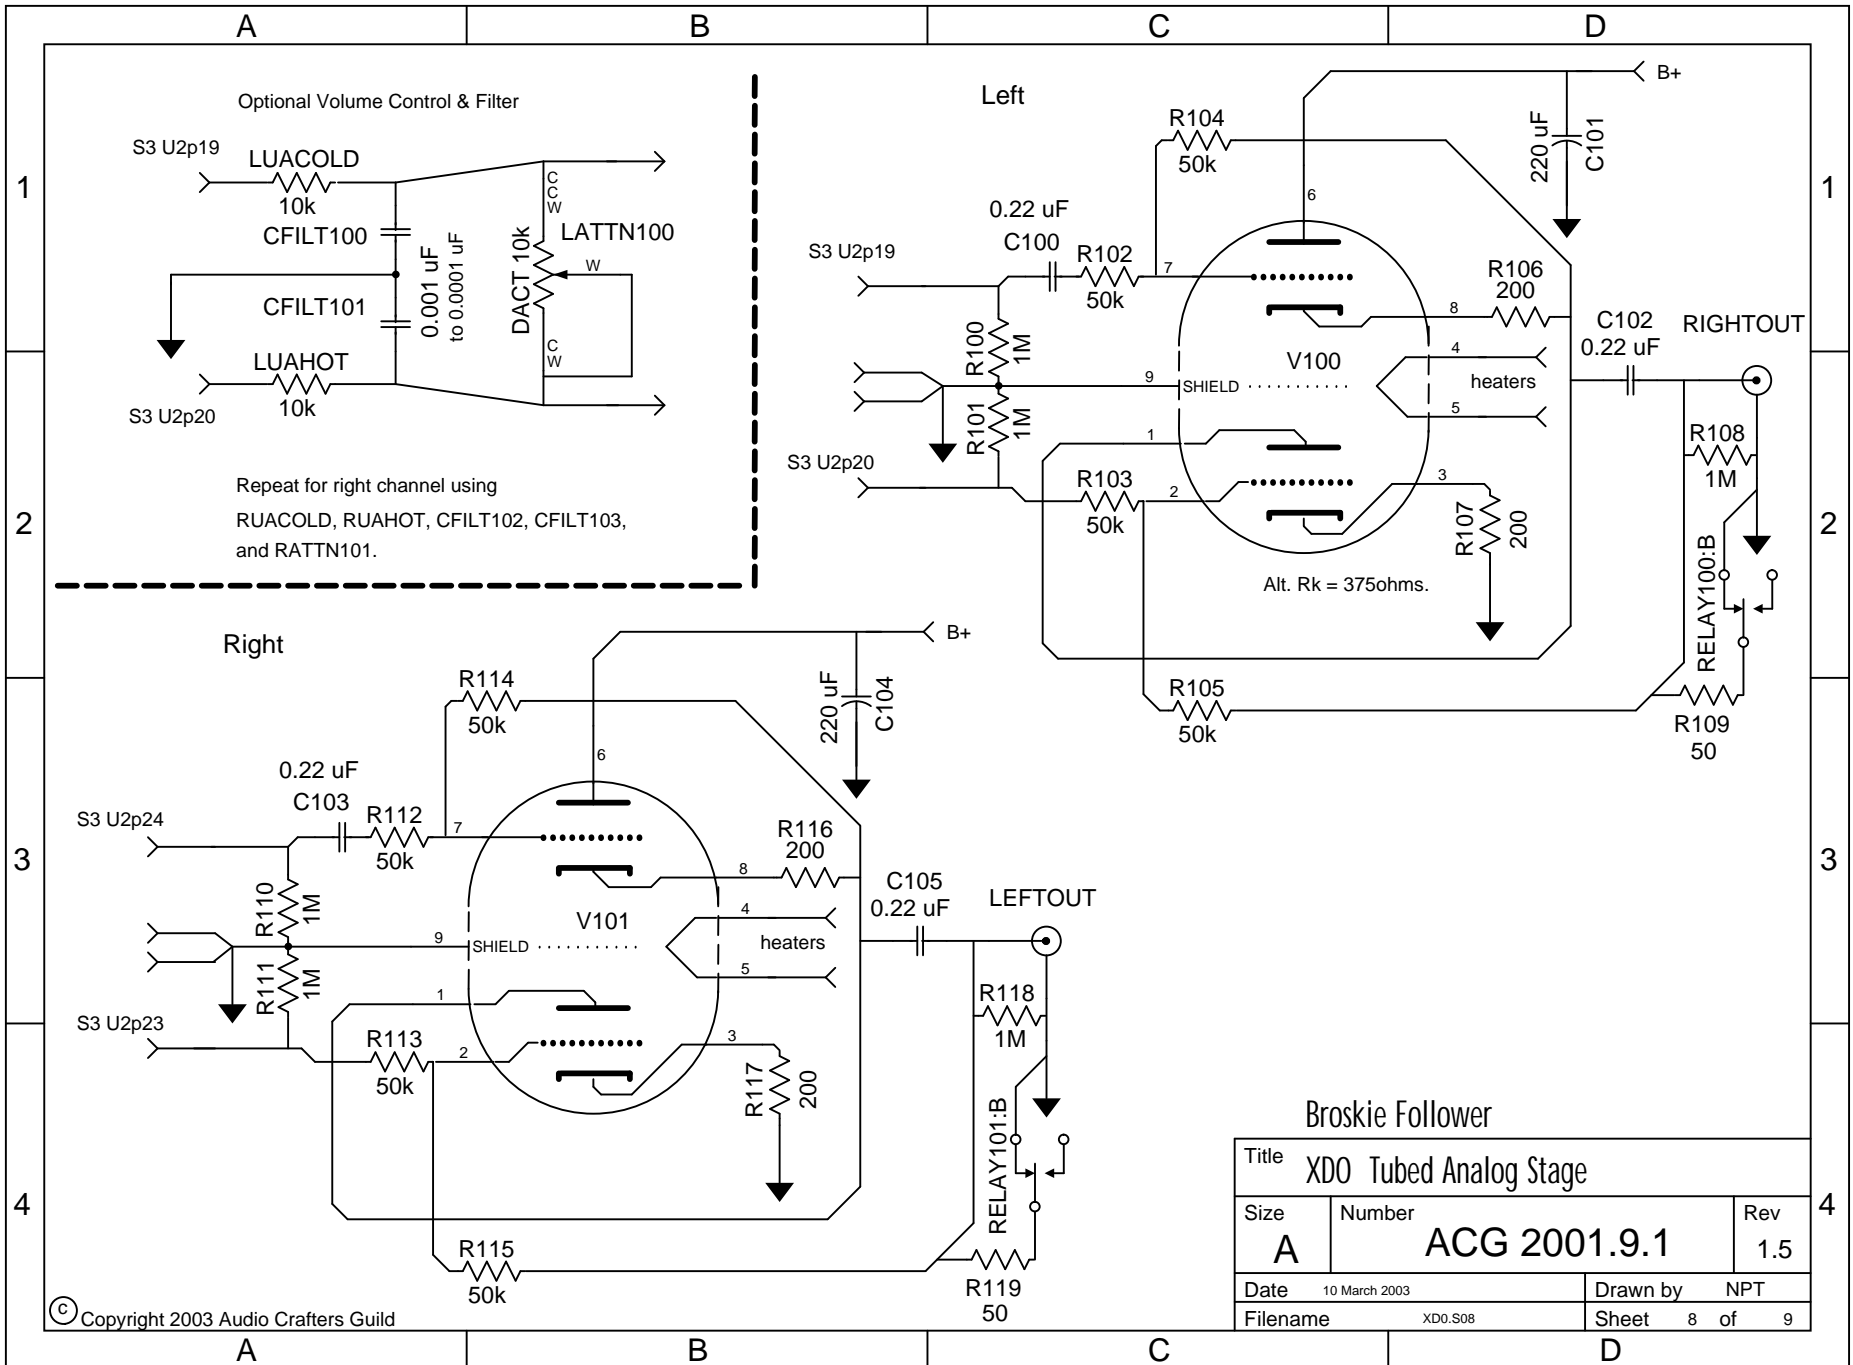 A B C D
1
2
3
4
Optional Volume Control & Filter
S3 U2p19
LUACOLD
10k
CFILT100
CFILT101
0.001 uF
to 0.0001 uF
C
C
W
DACT 10k
LATTN100
W
C
W
LUAHOT
10k
S3 U2p20
Repeat for right channel using
RUACOLD, RUAHOT, CFILT102, CFILT103,
and RATTN101.
Left
B+
R104
50k
220 uF
C101
6
0.22 uF
C100
R102
50k
7
S3 U2p19
R106
200
8
C102
0.22 uF
RIGHTOUT
R100
1M
V100
4
heaters
5
9
SHIELD
R101
1M
1
S3 U2p20
R103
50k
2
3
R107
200
R108
1M
Alt. Rk = 375ohms.
RELAY100:B
R105
50k
R109
50
1
2
3
4
Right
B+
R114
50k
220 uF
C104
6
0.22 uF
C103
R112
50k
7
S3 U2p24
R116
200
8
C105
0.22 uF
LEFTOUT
R110
1M
V101
4
heaters
5
9
SHIELD
R111
1M
1
S3 U2p23
R113
50k
2
3
R117
200
R118
1M
RELAY101:B
R115
50k
R119
50
Broskie Follower
Title XD0 Tubed Analog Stage
Size A
Number ACG 2001.9.1
Rev 1.5
Date 10 March 2003
Drawn by NPT
Filename XD0.S08
Sheet 8 of 9
C Copyright 2003 Audio Crafters Guild
A B C D